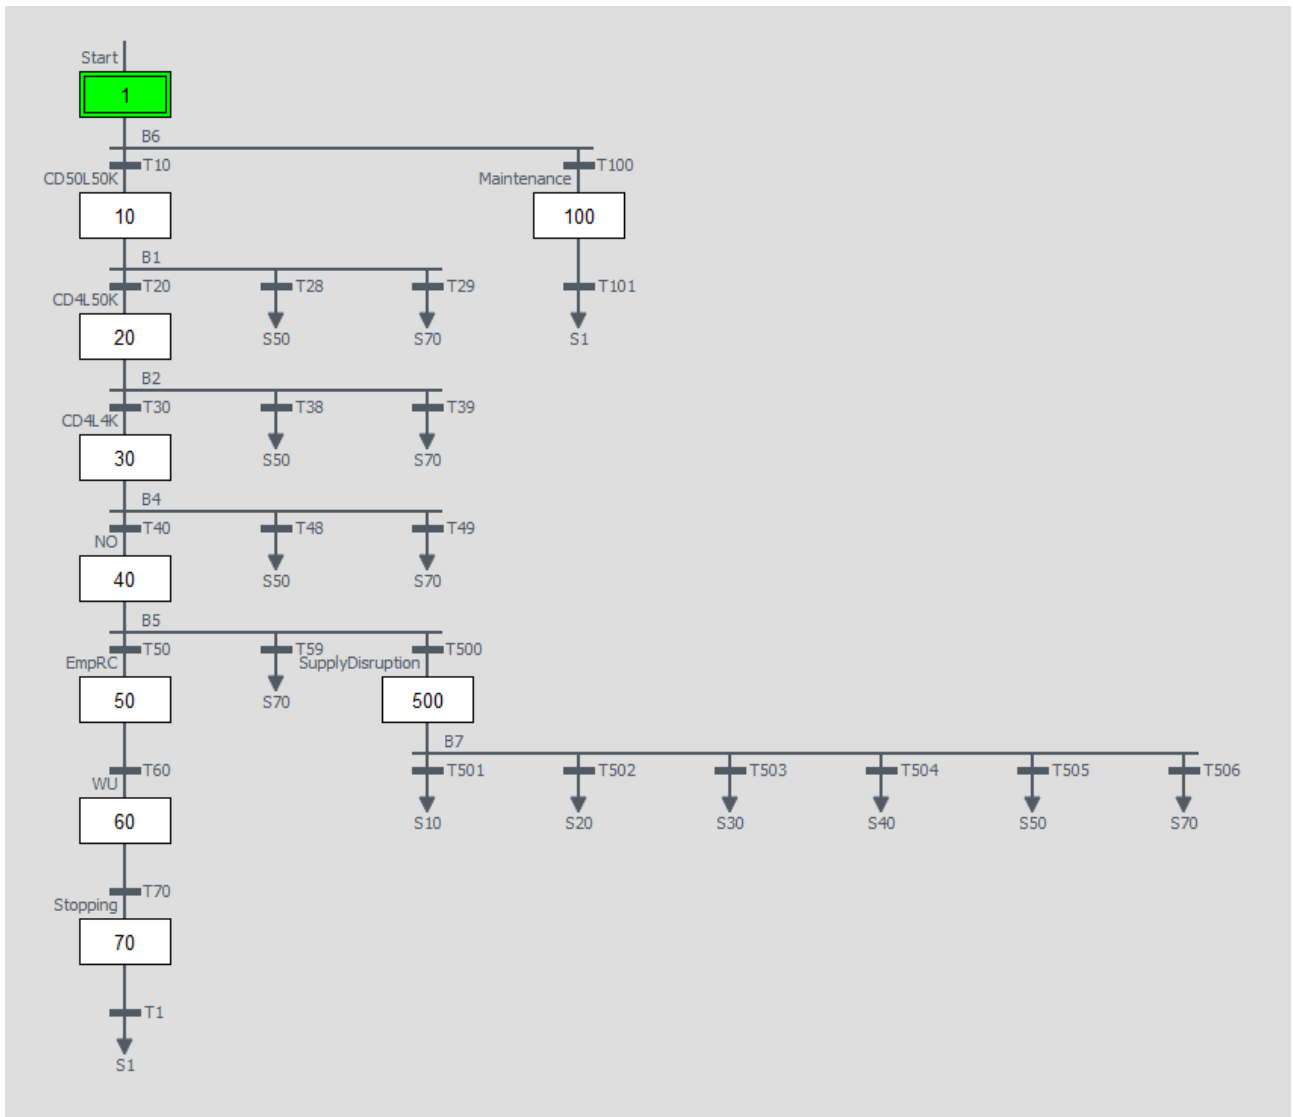 Start
1
B6
T10 T100
CD50L50K Maintenance
10 100
B1
T20 T28 T29 T101
CD4L50K
20 S50 S70 S1
B2
T30 T38 T39
CD4L4K
30 S50 S70
B4
T40 T48 T49
NO
40 S50 S70
B5
T50 T59 T500
EmpRC SupplyDisruption
50 S70 500
B7
T60 T501 T502 T503 T504 T505 T506
WU
60 S10 S20 S30 S40 S50 S70
T70
Stopping
70
T1
S1